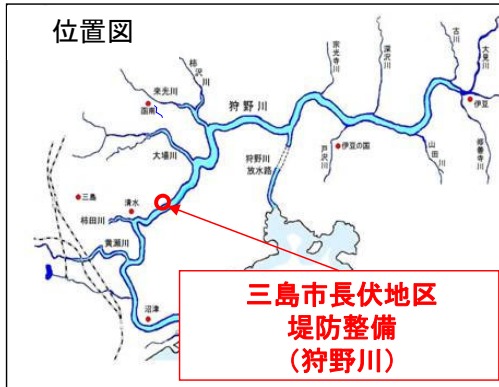 位置図
柿沢川
来光川
函南
狩野川
宗光寺川
深沢川
古川
大見川
伊豆
修善寺川
山田川
伊豆の国
戸沢川
狩野川
放水路
大場川
三島
清水
柿田川
黄瀬川
沼津
三島市長伏地区
堤防整備
（狩野川）